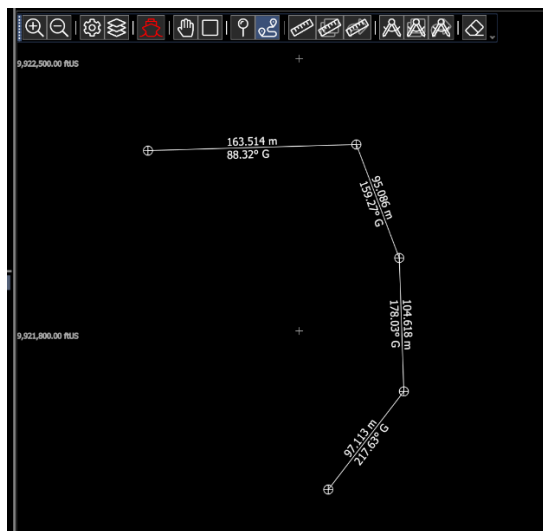 9,922,500.00 ftUS
163.514 m
88.32° G
95.086 m
159.27° G
104.618 m
178.03° G
9,921,800.00 ftUS
97.113 m
217.63° G